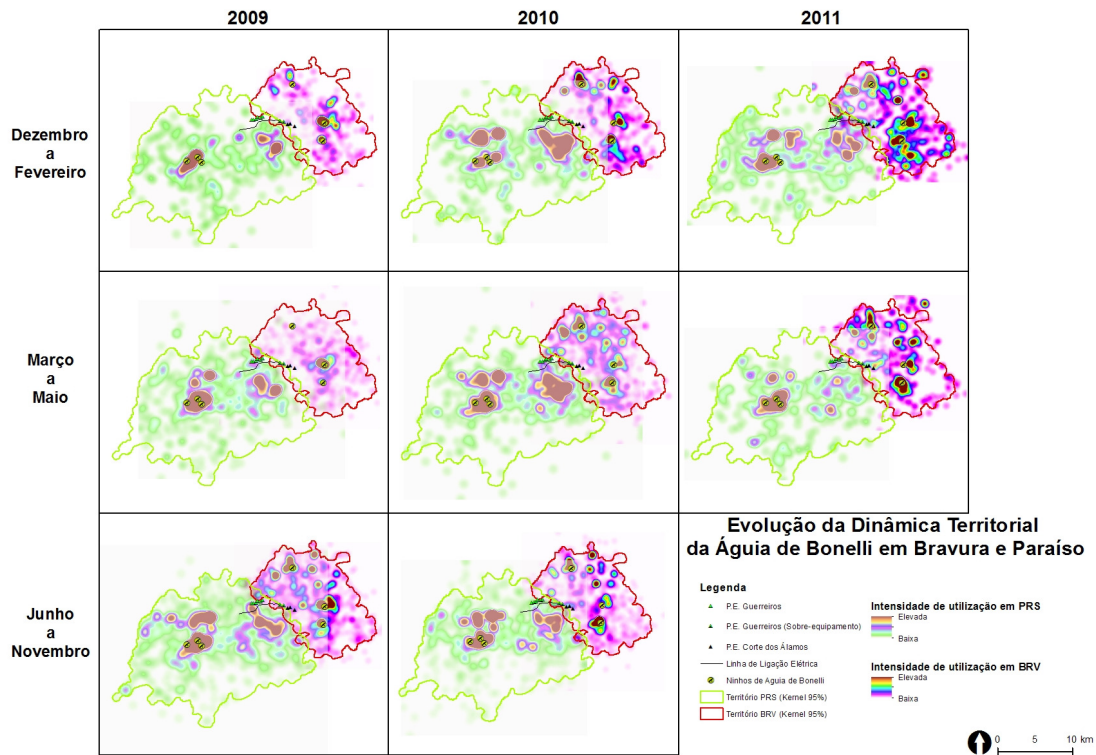 2009
2010
2011
Dezembro
a
Fevereiro
Março
a
Maio
Junho
a
Novembro
Evolução da Dinâmica Territorial
da Águia de Bonelli em Bravura e Paraíso
Legenda
P.E. Guerreiros
P.E. Guerreiros (Sobre-equipamento)
P.E. Corte dos Álamos
Linha de Ligação Elétrica
Ninhos de Aguia de Bonelli
Território PRS (Kernel 95%)
Território BRV (Kernel 95%)
Intensidade de utilização em PRS
Elevada
Baixa
Intensidade de utilização em BRV
Elevada
Baixa
0 5 10 km